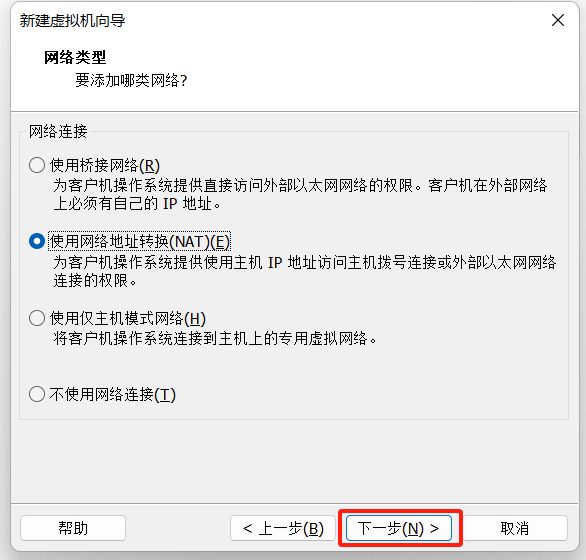 新建虚拟机向导
网络类型
要添加哪类网络?
网络连接
使用桥接网络(R)
为客户机操作系统提供直接访问外部以太网网络的权限。客户机在外部网络
上必须有自己的 IP 地址。
使用网络地址转换(NAT)(E)
为客户机操作系统提供使用主机 IP 地址访问主机拨号连接或外部以太网网络
连接的权限。
使用仅主机模式网络(H)
将客户机操作系统连接到主机上的专用虚拟网络。
不使用网络连接(T)
帮助
< 上一步(B)
下一步(N) >
取消